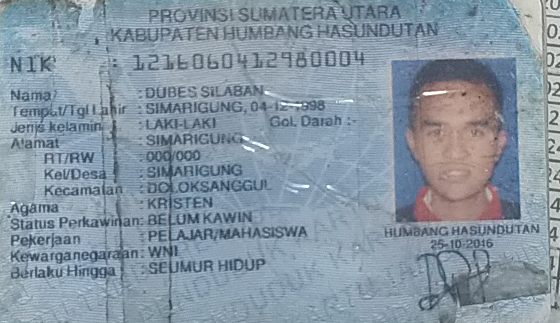 PROVINSI SUMATERA UTARA
KABUPATEN HUMBANG HASUNDUTAN
NIK : 1216060412980004
Nama : DUBES SILABAN
Tempat/Tgl Lahir : SIMARIGUNG, 04-12-1998
Jenis kelamin : LAKI-LAKI Gol. Darah :-
Alamat : SIMARIGUNG
RT/RW : 000/000
Kel/Desa : SIMARIGUNG
Kecamatan : DOLOKSANGGUL
Agama : KRISTEN
Status Perkawinan: BELUM KAWIN
Pekerjaan : PELAJAR/MAHASISWA
Kewarganegaraan: WNI
Berlaku Hingga : SEUMUR HIDUP
HUMBANG HASUNDUTAN
25-10-2016